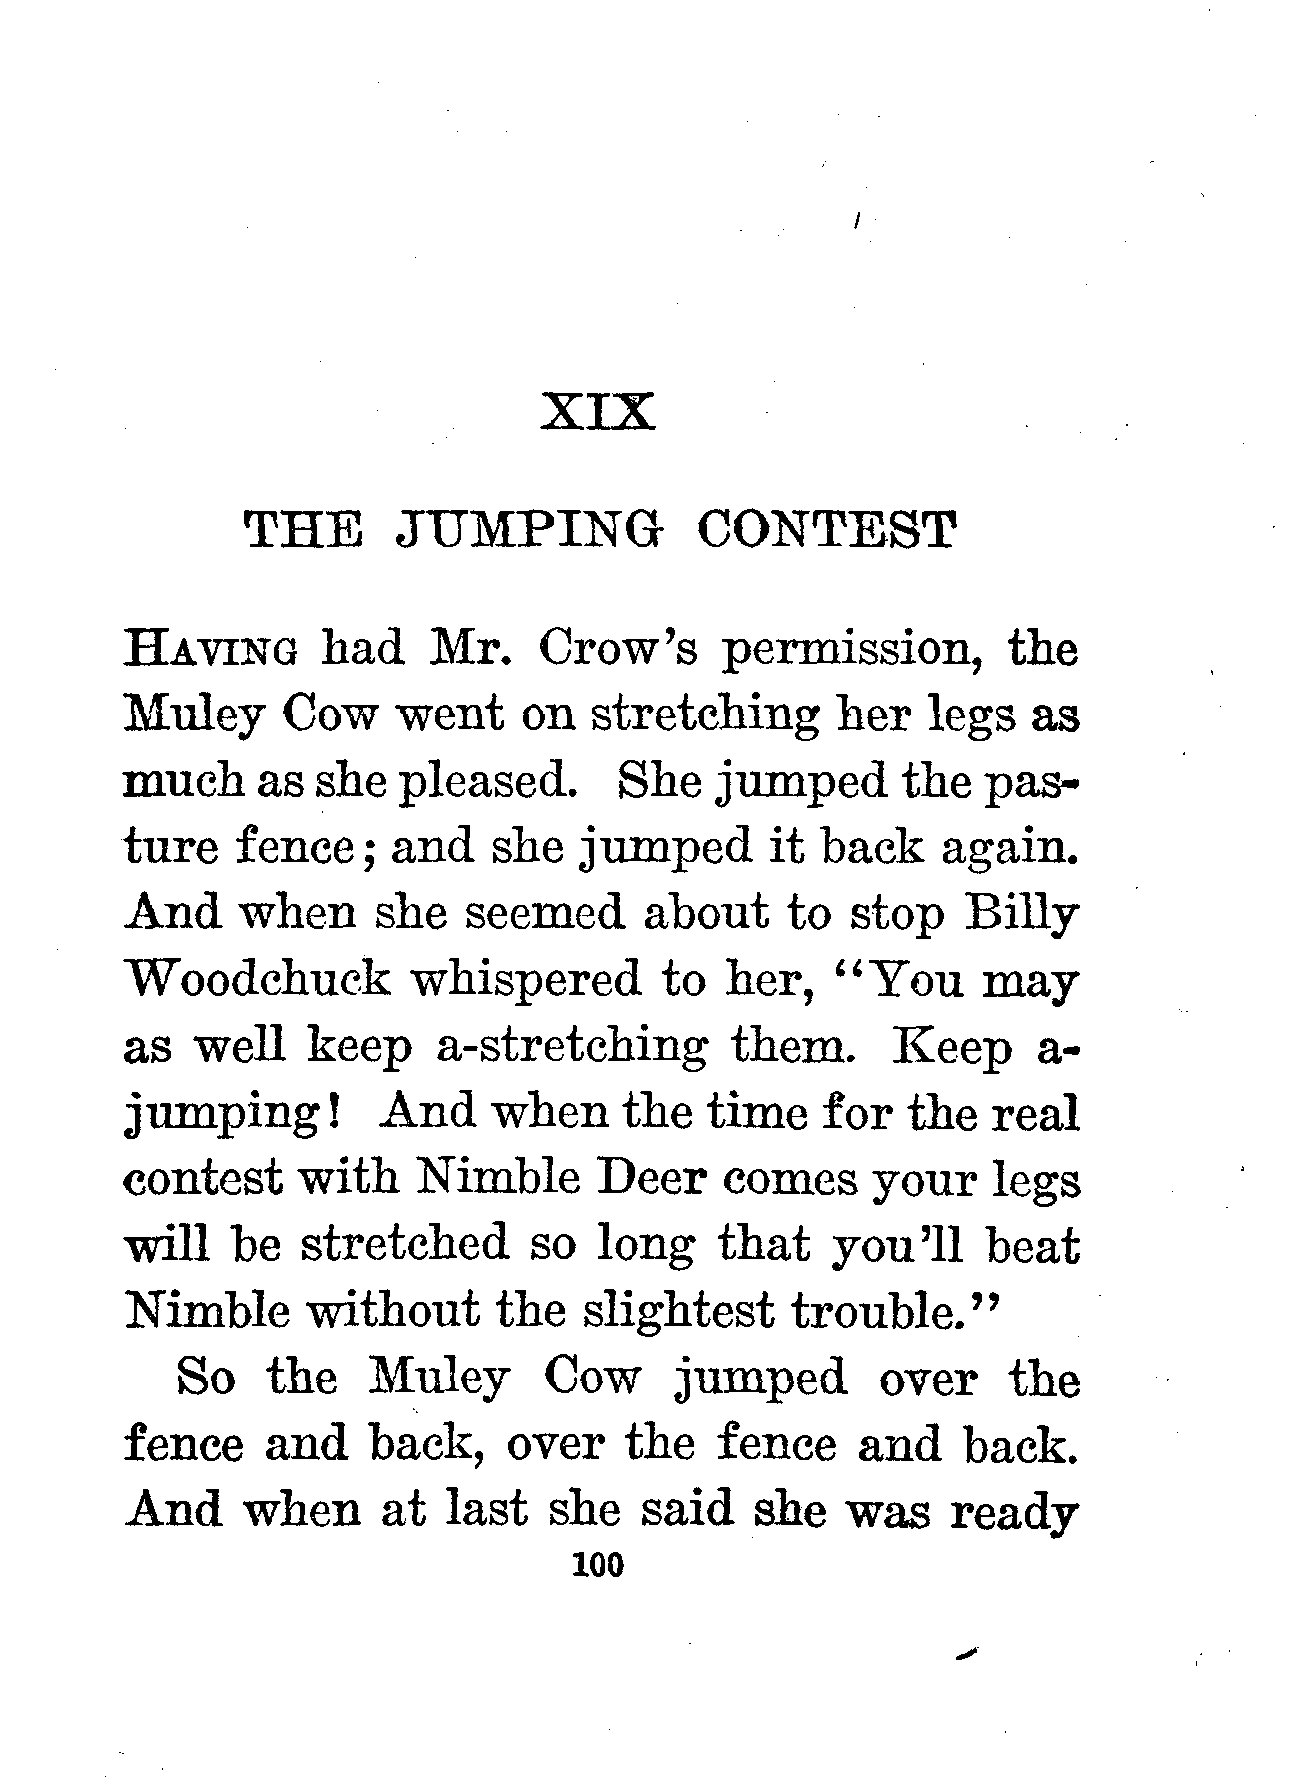 XIX
THE JUMPING CONTEST
HAVING had Mr. Crow's permission, the
Muley Cow went on stretching her legs as
much as she pleased. She jumped the pas-
ture fence; and she jumped it back again.
And when she seemed about to stop Billy
Woodchuck whispered to her, "You may
as well keep a-stretching them. Keep a-
jumping! And when the time for the real
contest with Nimble Deer comes your legs
will be stretched so long that you'll beat
Nimble without the slightest trouble."
So the Muley Cow jumped over the
fence and back, over the fence and back.
And when at last she said she was ready
100